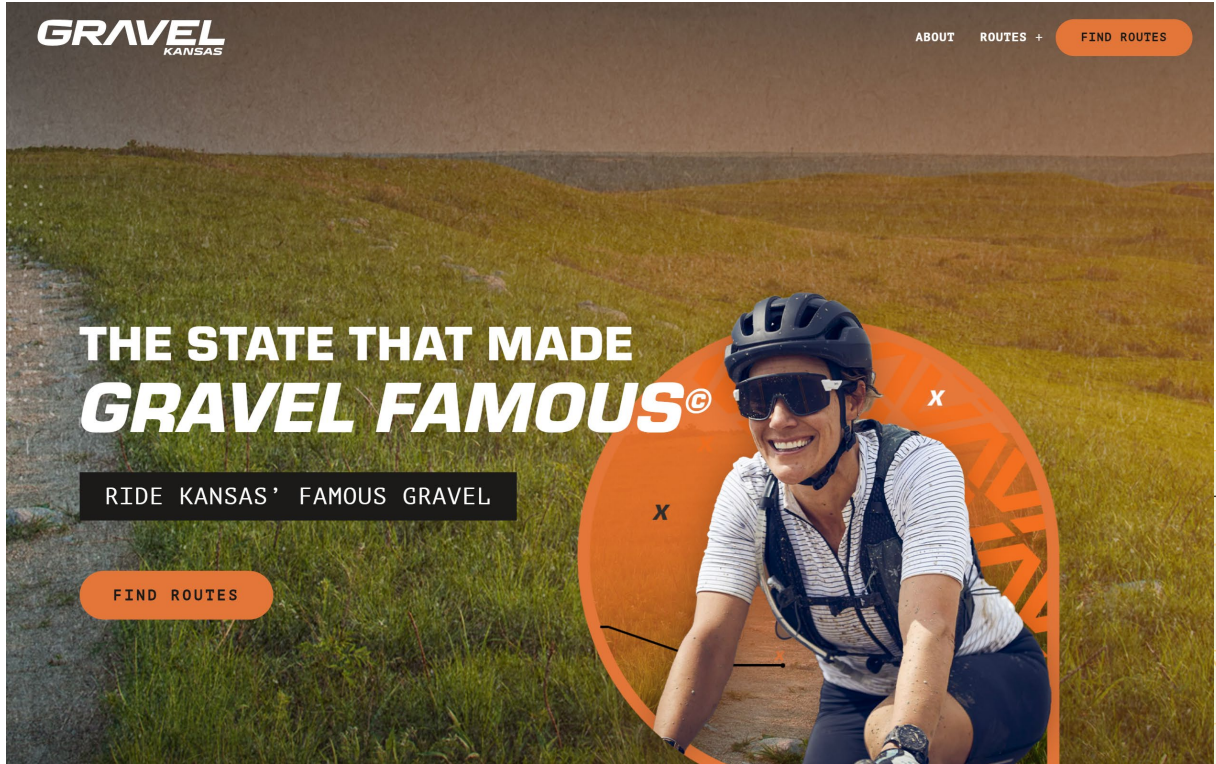 GRAVEL
KANSAS
ABOUT
ROUTES +
FIND ROUTES
THE STATE THAT MADE
GRAVEL FAMOUS©
RIDE KANSAS’ FAMOUS GRAVEL
FIND ROUTES
X
X